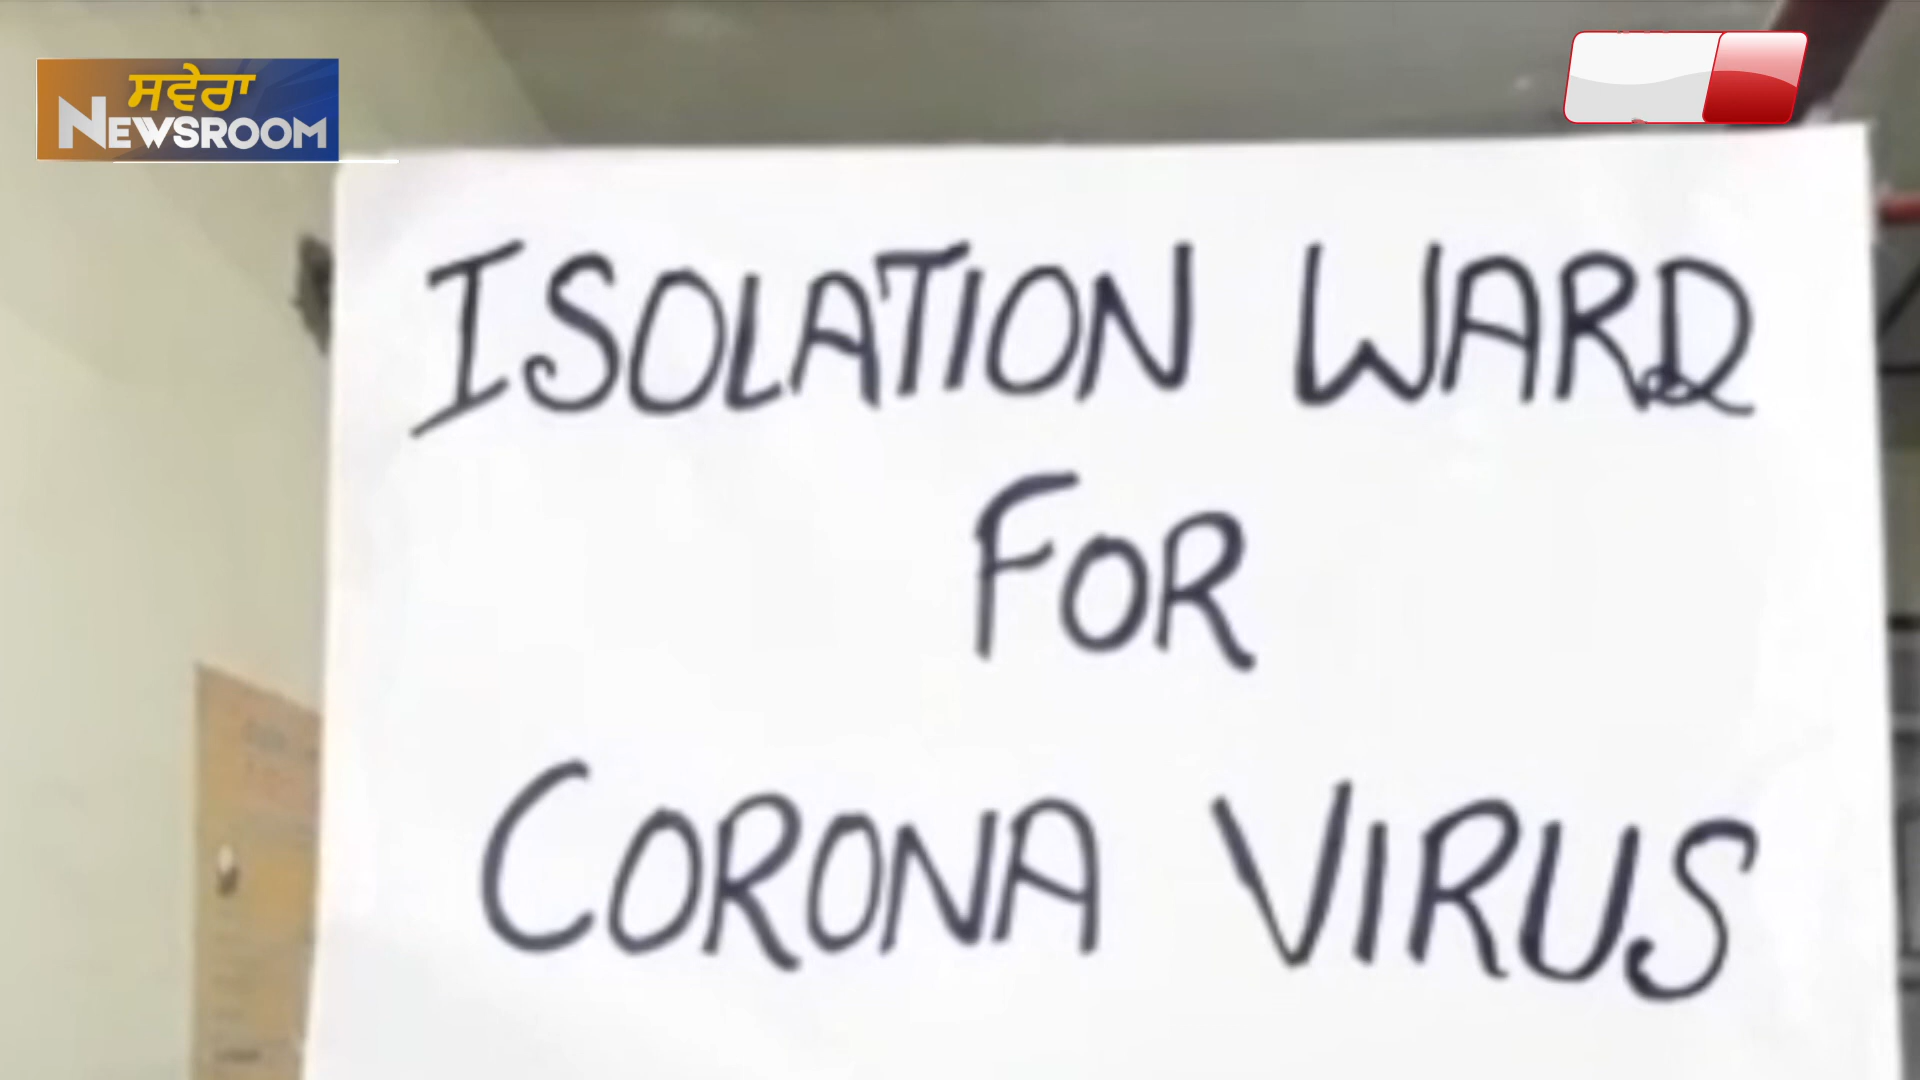 ਸਵੇਰਾ
NEWSROOM
ISOLATION WARD
FOR
CORONA VIRUS